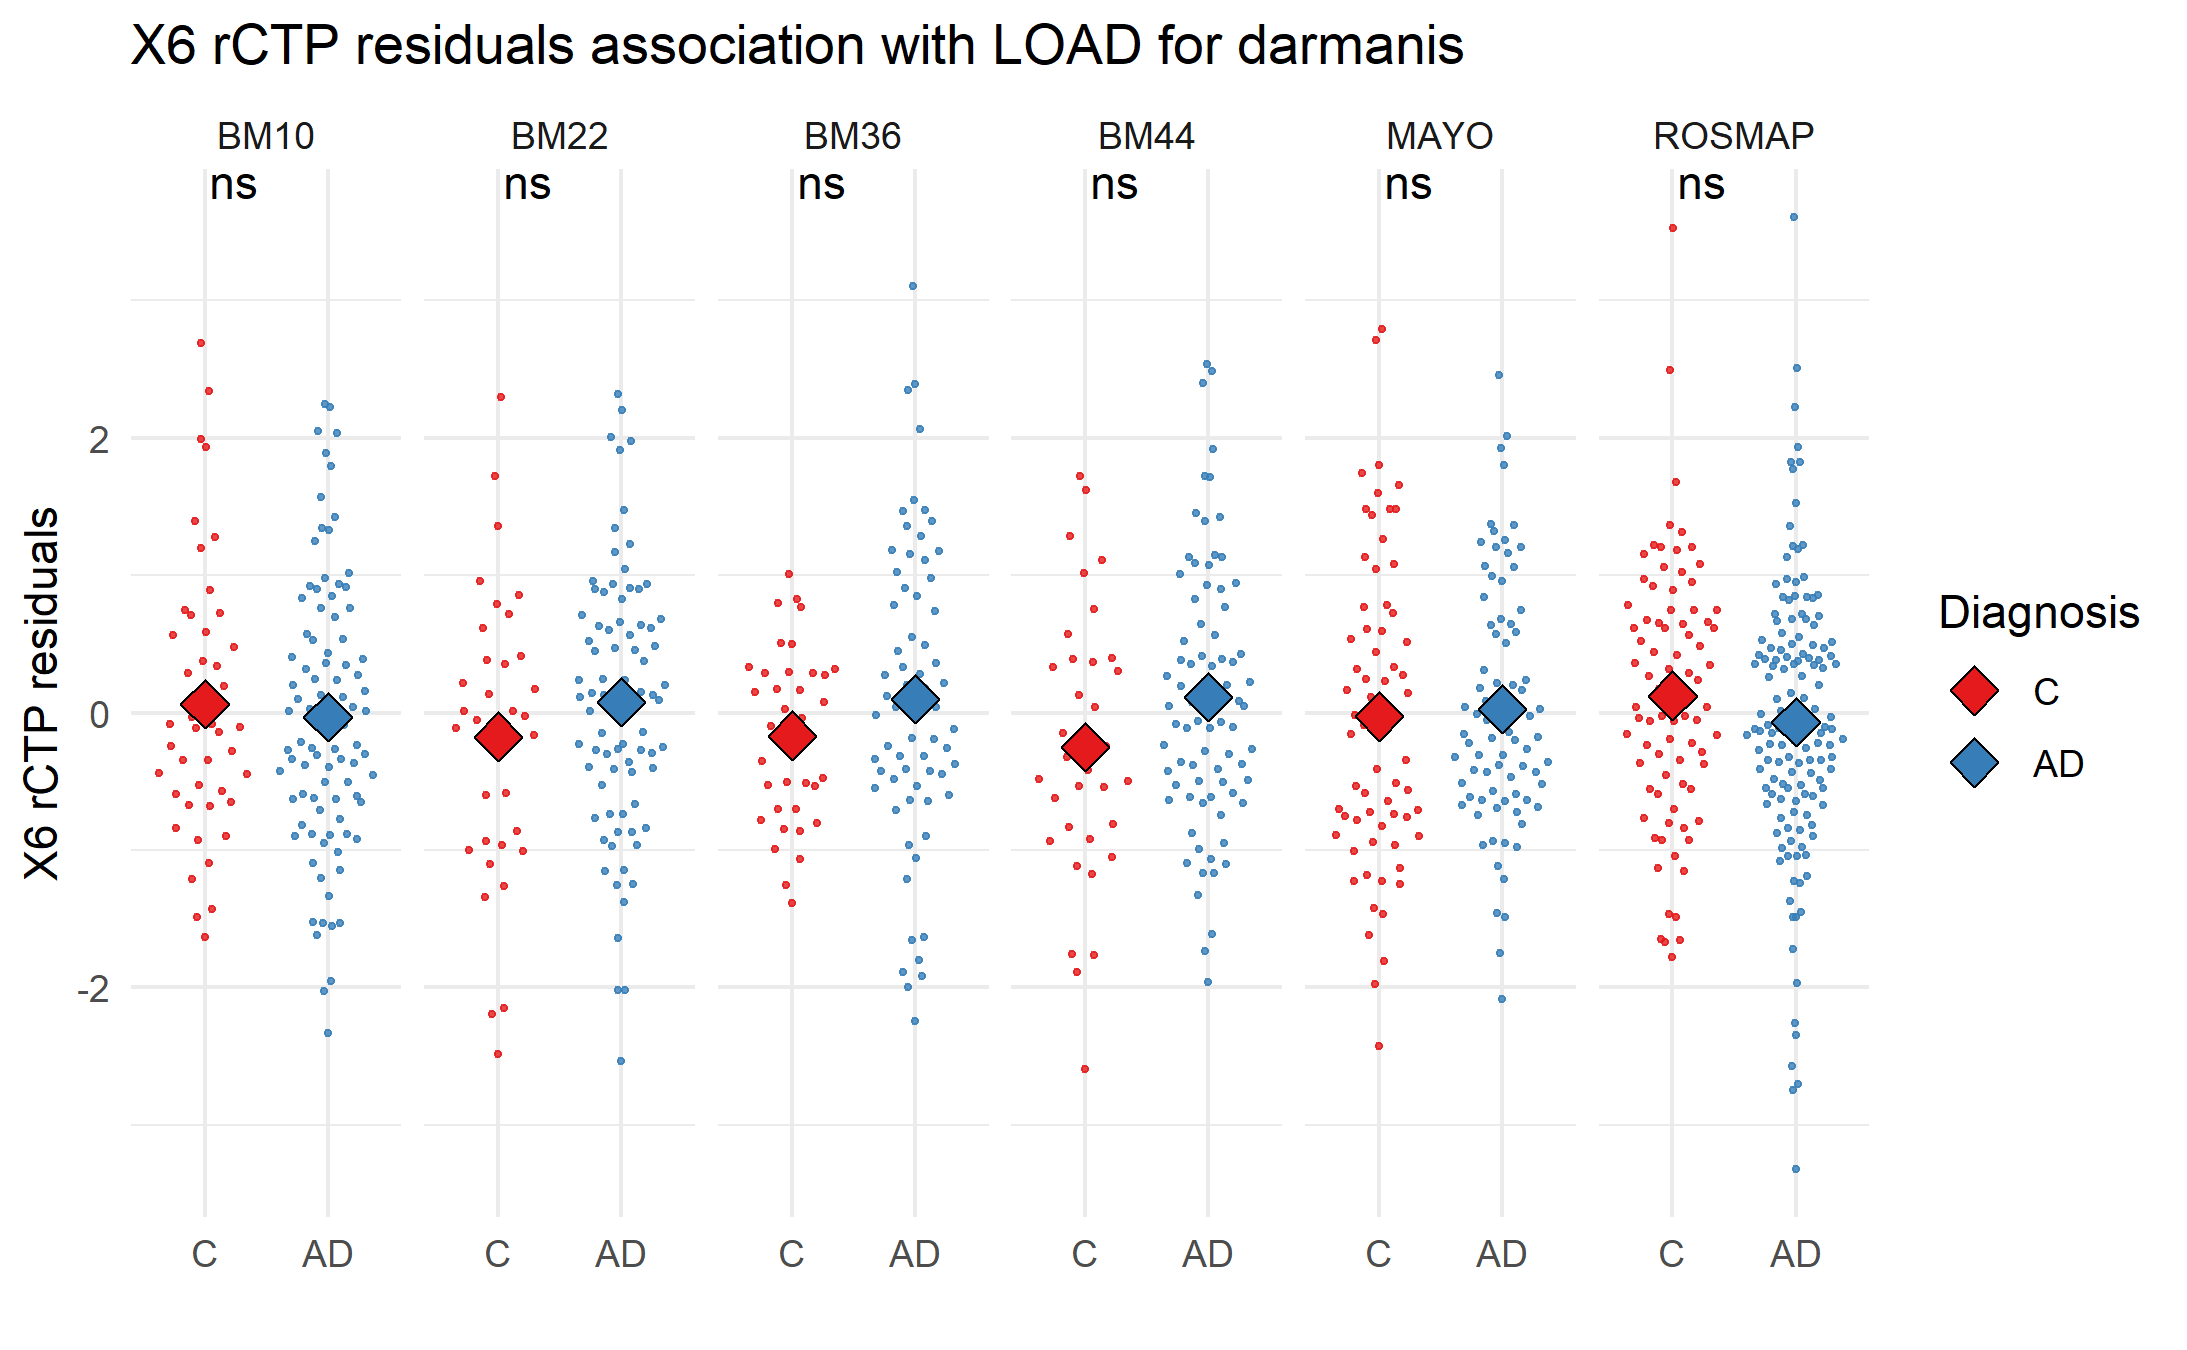 X6 rCTP residuals association with LOAD for darmanis
BM10 BM22 BM36 BM44 MAYO ROSMAP
ns ns ns ns ns ns
X6 rCTP residuals
2
0
-2
C AD C AD C AD C AD C AD C AD
Diagnosis
C
AD